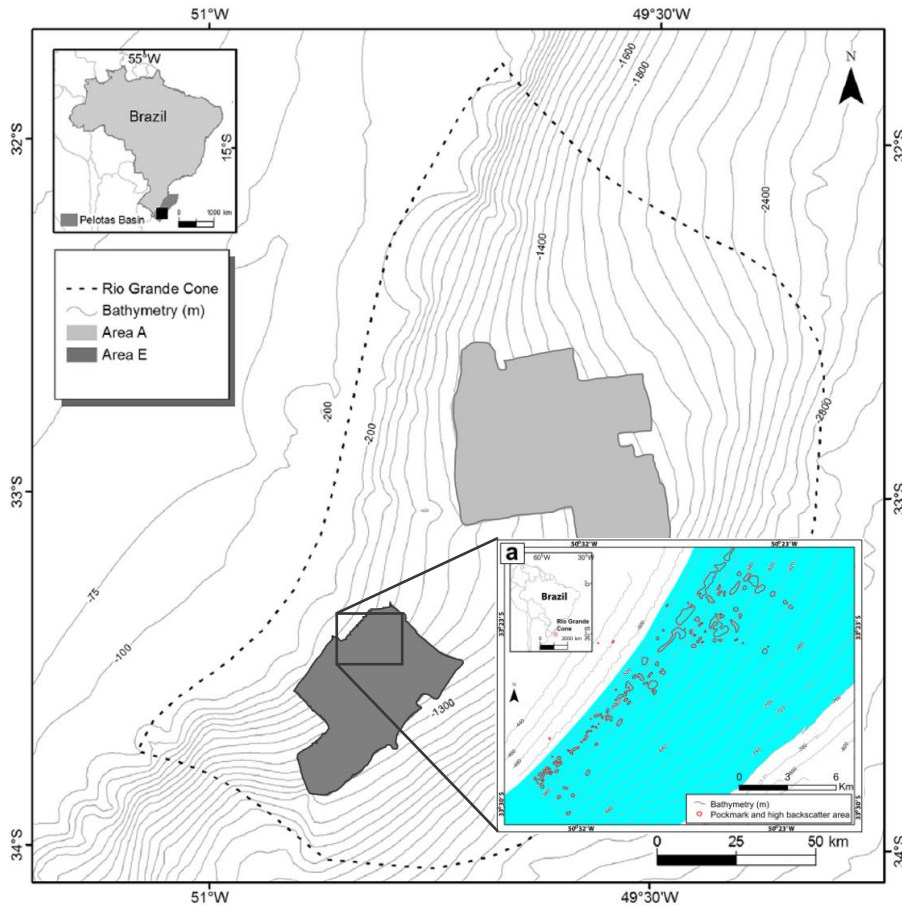 51°W
49°30'W
55°W
Brazil
15°S
Pelotas Basin
0
1000 km
N
32°S
32°S
-1600
-1800
-2400
-1400
Rio Grande Cone
Bathymetry (m)
Area A
Area E
-200
-200
-2800
33°S
33°S
-75
-100
-1300
a
50°32' W
50°23' W
60°W
30°W
0°
Brazil
Rio Grande
Cone
30°S
0
2000 km
33°23' S
33°23' S
0
3
6
Km
Bathymetry (m)
Pockmark and high backscatter area
33°30' S
33°30' S
50°32' W
50°23' W
0
25
50 km
34°S
34°S
51°W
49°30'W